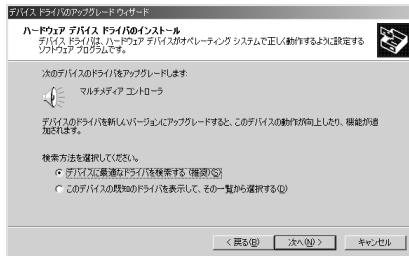 デバイス ドライバのアップグレード ウィザード
ハードウェア デバイス ドライバのインストール
デバイス ドライバは、ハードウェア デバイスがオペレーティング システムで正しく動作するように設定する
ソフトウェア プログラムです。
次のデバイスのドライバをアップグレードします:
マルチメディア コントローラ
デバイスのドライバを新しいバージョンにアップグレードすると、このデバイスの動作が向上したり、機能が追
加されます。
検索方法を選択してください。
デバイスに最適なドライバを検索する (推奨)(S)
このデバイスの既知のドライバを表示して、その一覧から選択する(D)
< 戻る(B)
次へ(N) >
キャンセル